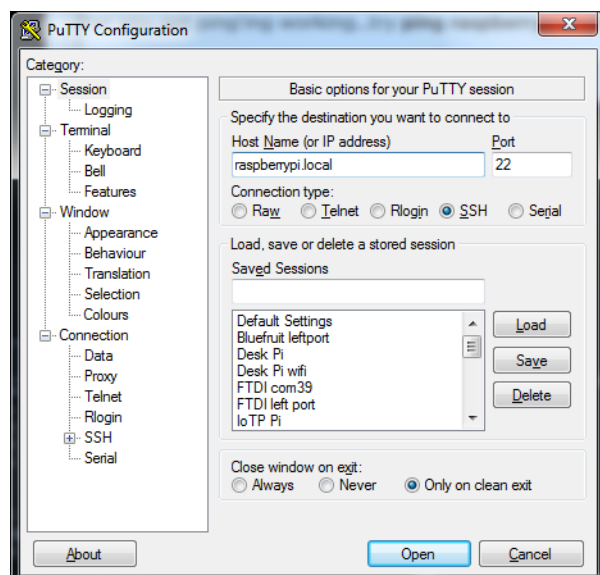 PuTTY Configuration
Category:
Session
Logging
Terminal
Keyboard
Bell
Features
Window
Appearance
Behaviour
Translation
Selection
Colours
Connection
Data
Proxy
Telnet
Rlogin
SSH
Serial
Basic options for your PuTTY session
Specify the destination you want to connect to
Host Name (or IP address) Port
raspberrypi.local 22
Connection type:
Raw Telnet Rlogin SSH Serial
Load, save or delete a stored session
Saved Sessions
Default Settings
Bluefruit leftport
Desk Pi
Desk Pi wifi
FTDI com39
FTDI left port
IoTP Pi
Load
Save
Delete
Close window on exit:
Always Never Only on clean exit
About Open Cancel